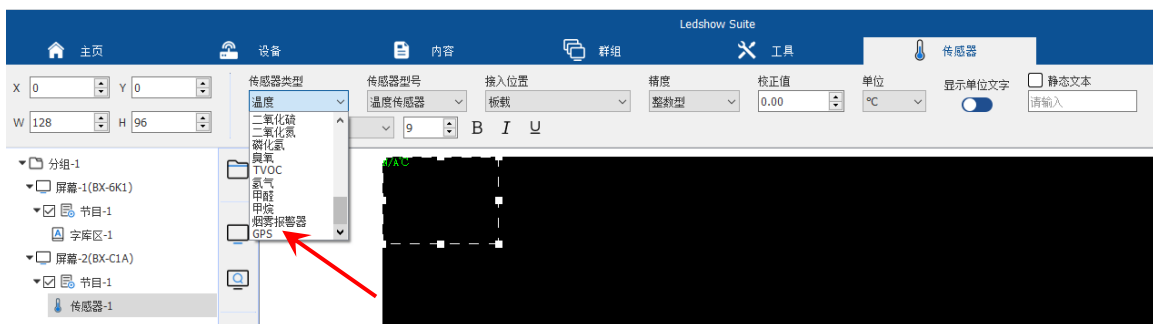 Ledshow Suite
主页 设备 内容 群组 工具 传感器
X 0 Y 0 传感器类型 传感器型号 接入位置 精度 校正值 单位 显示单位文字 静态文本
温度 温度传感器 板载 整数型 0.00 ℃ 请输入
W 128 H 96 9 B I U
二氧化硫
二氧化氮
磷化氢
臭氧
TVOC
氢气
甲醛
甲烷
烟雾报警器
GPS
分组-1
屏幕-1(BX-6K1)
节目-1
A 字库区-1
屏幕-2(BX-C1A)
节目-1
传感器-1